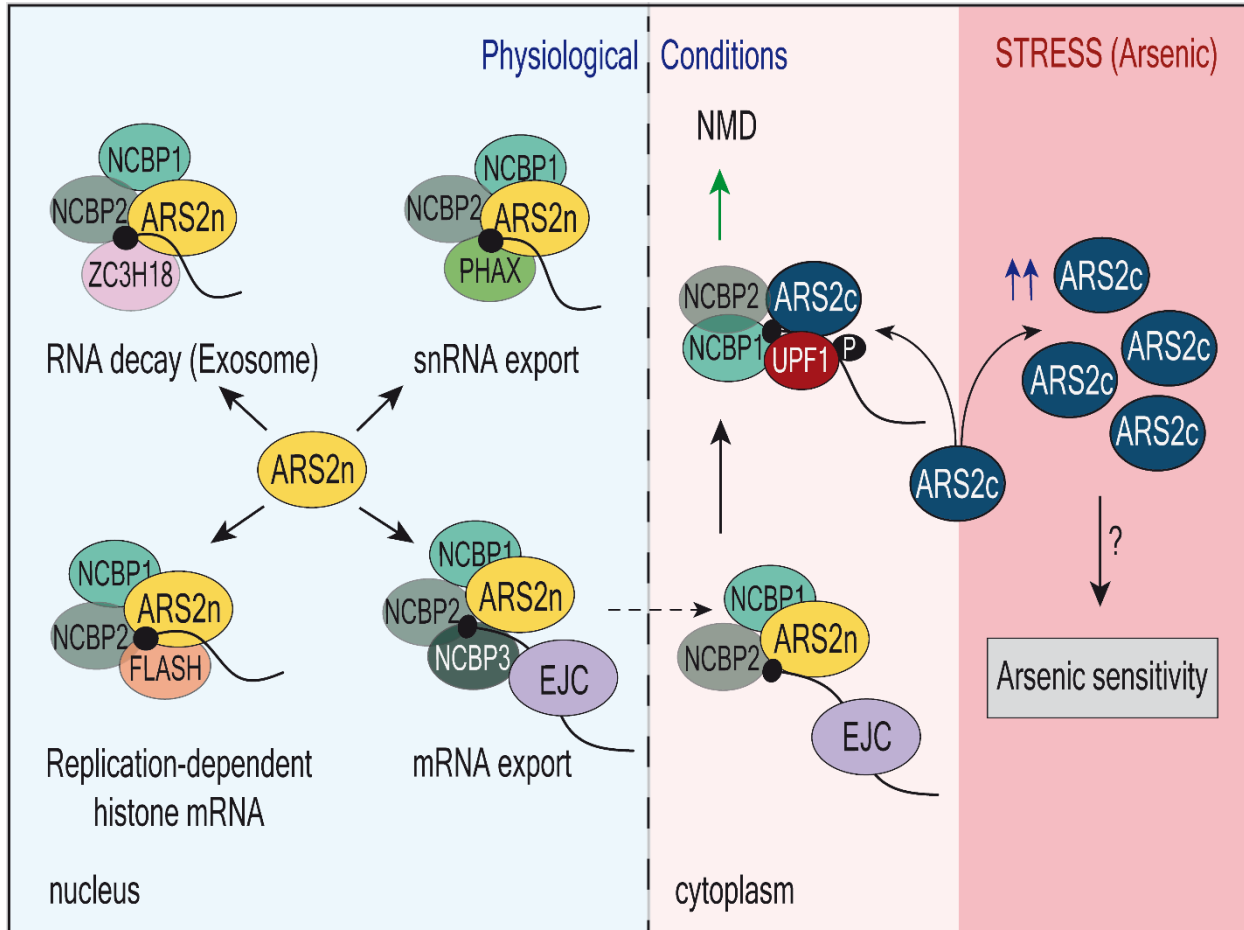 Physiological Conditions
STRESS (Arsenic)
NCBP1
NCBP2
ARS2n
ZC3H18
RNA decay (Exosome)
NCBP1
NCBP2
ARS2n
PHAX
snRNA export
ARS2n
NCBP1
ARS2n
NCBP2
FLASH
Replication-dependent
histone mRNA
NCBP1
ARS2n
NCBP2
NCBP3
EJC
mRNA export
nucleus
NMD
NCBP2
ARS2c
NCBP1
UPF1
P
ARS2c
NCBP1
ARS2n
NCBP2
EJC
cytoplasm
ARS2c
ARS2c
ARS2c
ARS2c
?
Arsenic sensitivity